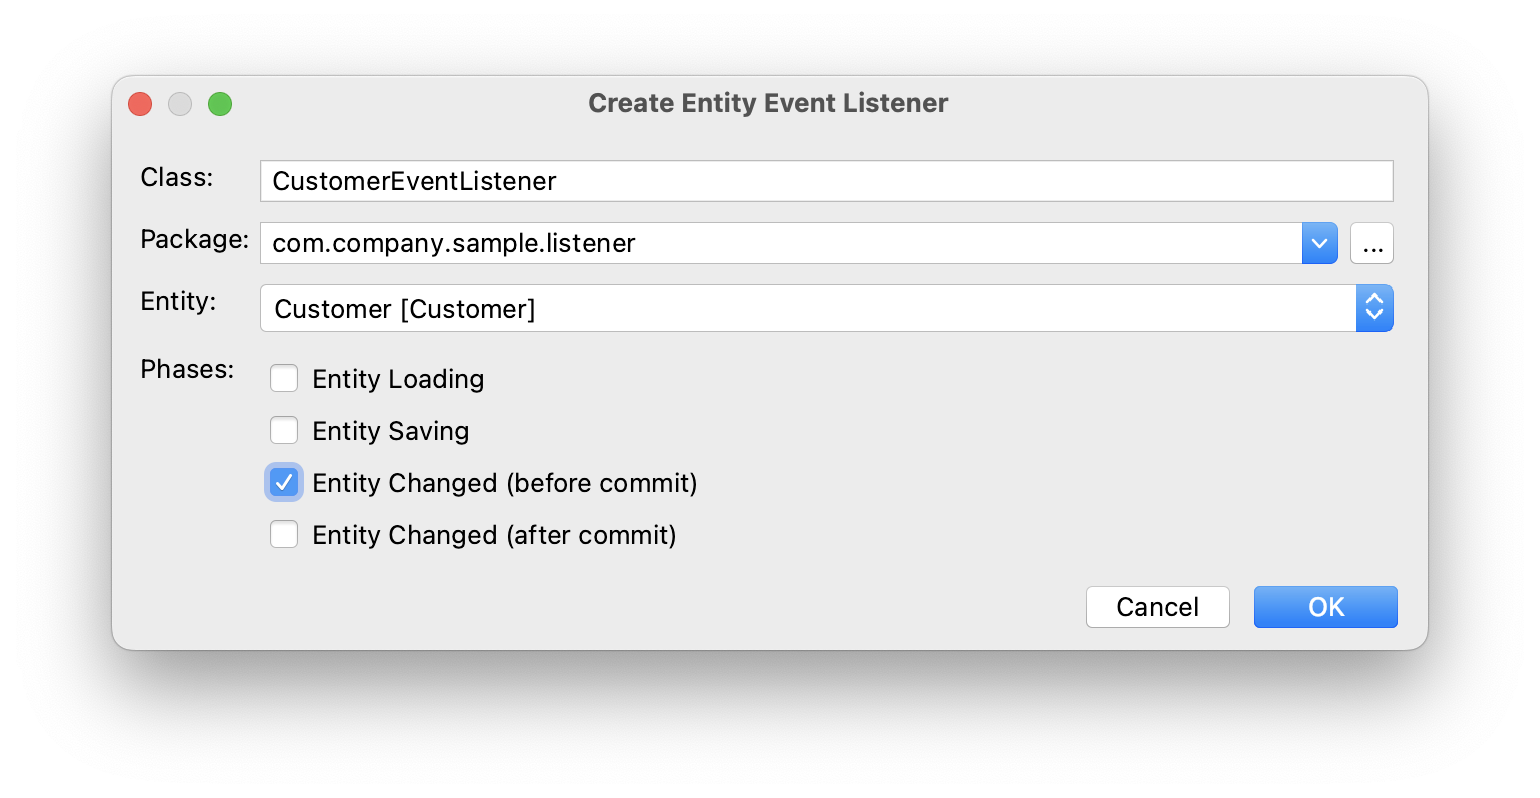 Create Entity Event Listener
Class: CustomerEventListener
Package: com.company.sample.listener ...
Entity: Customer [Customer]
Phases: Entity Loading
Entity Saving
Entity Changed (before commit)
Entity Changed (after commit)
Cancel OK